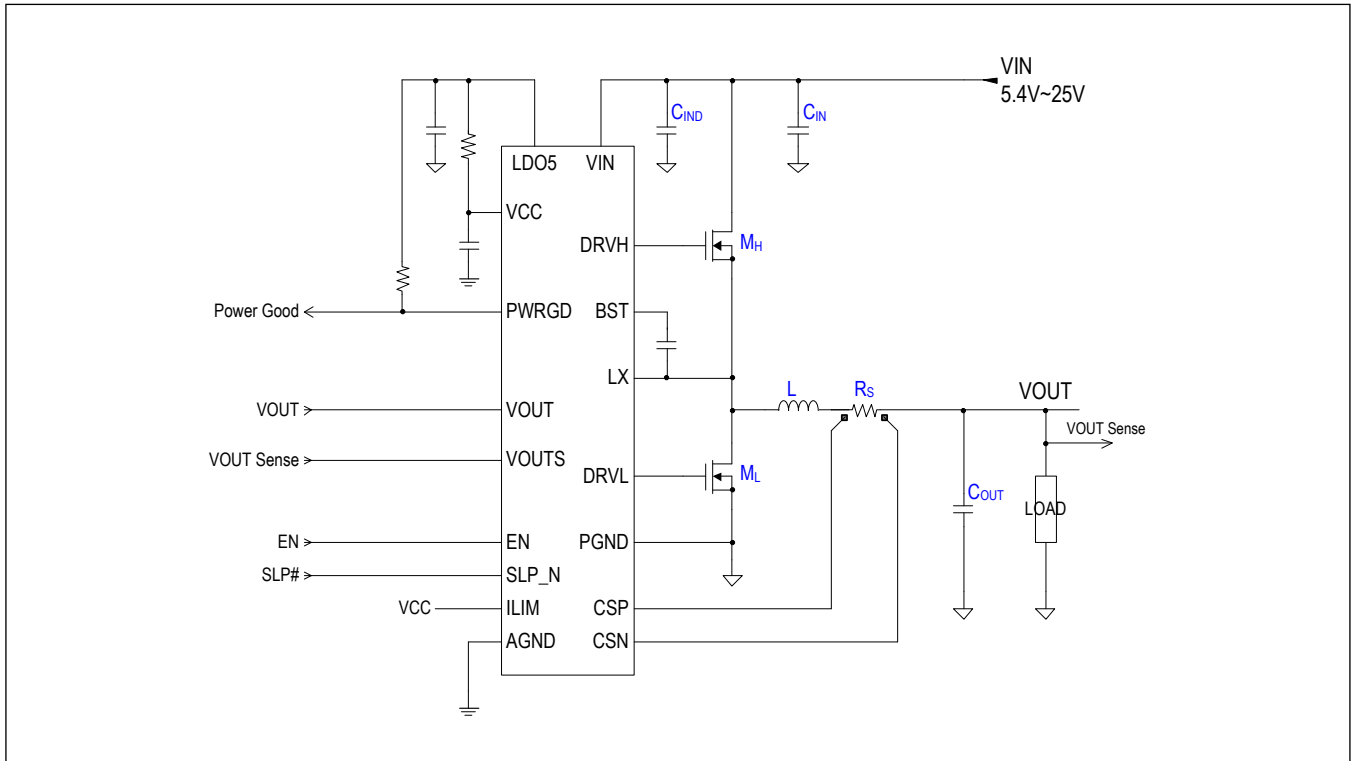 VIN
5.4V~25V
CIND
CIN
LDO5
VIN
VCC
DRVH
MH
Power Good
PWRGD
BST
LX
L
RS
VOUT
VOUT
VOUT
VOUT Sense
VOUT Sense
VOUTS
DRVL
ML
COUT
LOAD
EN
EN
PGND
SLP#
SLP_N
VCC
ILIM
CSP
AGND
CSN